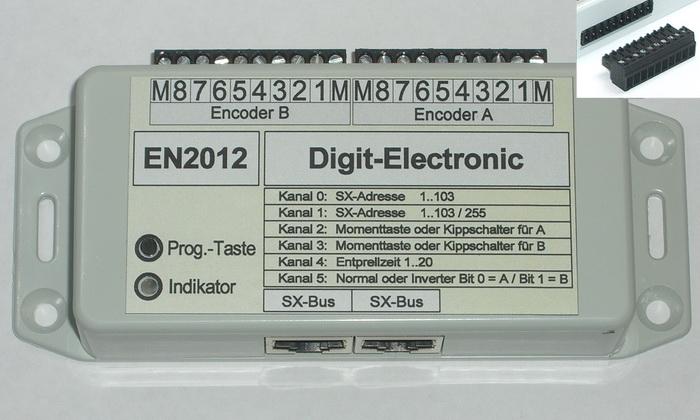 M87654321M M87654321M
Encoder B Encoder A
EN2012 Digit-Electronic
Kanal 0: SX-Adresse 1..103
Kanal 1: SX-Adresse 1..103 / 255
Kanal 2: Momenttaste oder Kippschalter für A
Kanal 3: Momenttaste oder Kippschalter für B
Kanal 4: Entprellzeit 1..20
Kanal 5: Normal oder Inverter Bit 0 = A / Bit 1 = B
Prog.-Taste
Indikator
SX-Bus SX-Bus